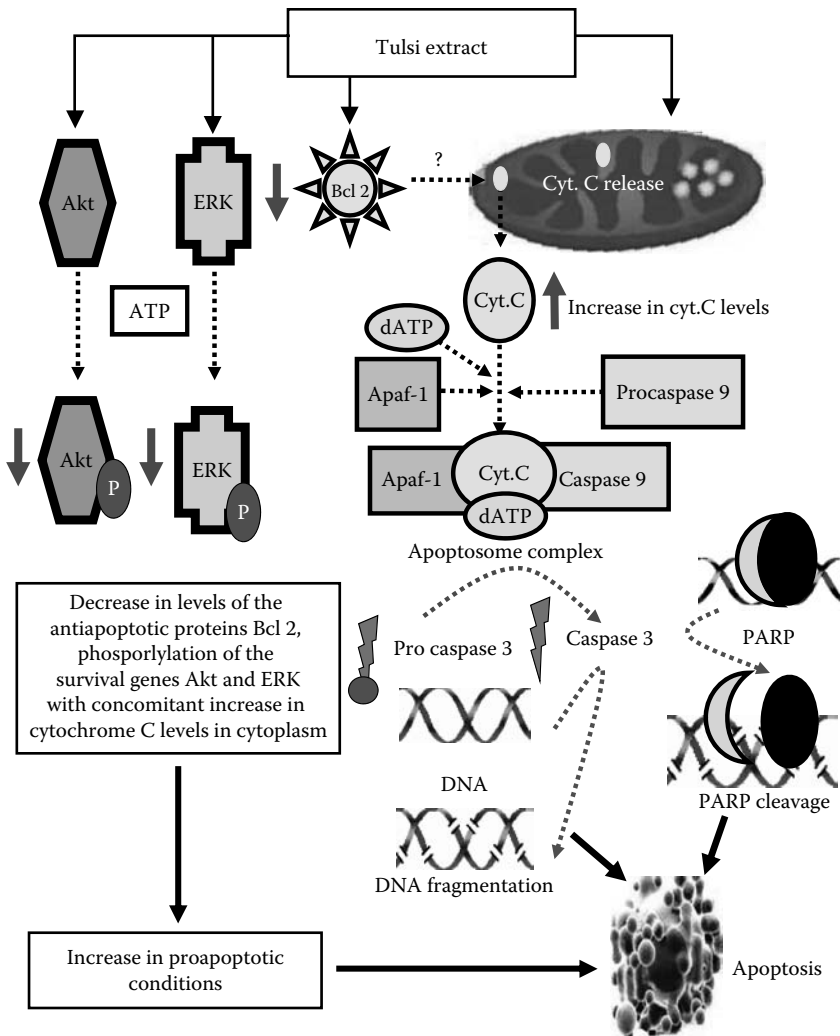 Tulsi extract
Akt
ERK
Bcl 2
?
Cyt. C release
ATP
Cyt.C
Increase in cyt.C levels
dATP
Apaf-1
Procaspase 9
Akt
P
ERK
P
Apaf-1
Cyt.C
Caspase 9
dATP
Apoptosome complex
Decrease in levels of the
antiapoptotic proteins Bcl 2,
phosporlylation of the
survival genes Akt and ERK
with concomitant increase in
cytochrome C levels in cytoplasm
Pro caspase 3
Caspase 3
PARP
DNA
PARP cleavage
DNA fragmentation
Increase in proapoptotic
conditions
Apoptosis